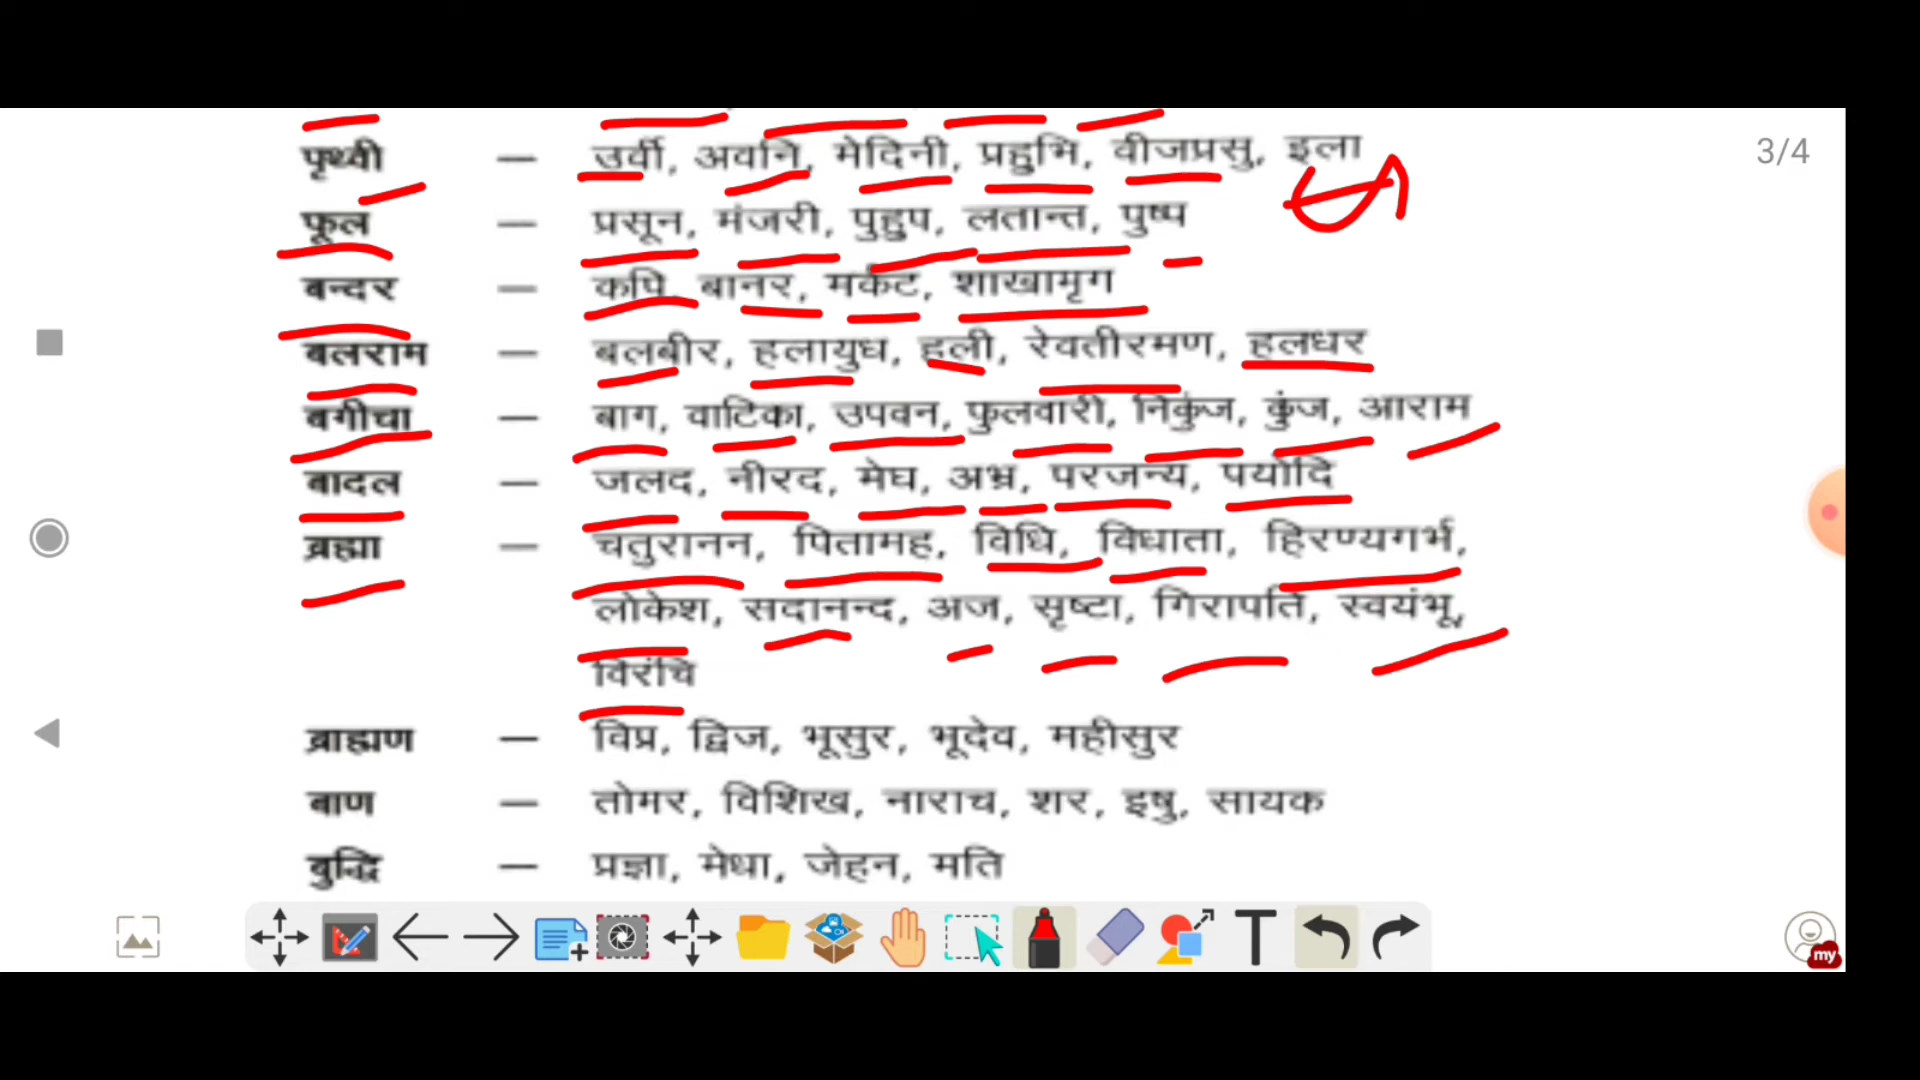 पृथ्वी — उर्वी, अवनि, मेदिनी, प्रहुभि, वीजप्रसु, इला
3/4
फूल — प्रसून, मंजरी, पुहुप, लतान्त, पुष्प
बन्दर — कपि, बानर, मर्कट, शाखामृग
बलराम — बलबीर, हलायुध, हली, रेवतीरमण, हलधर
बगीचा — बाग, वाटिका, उपवन, फुलवारी, निकुंज, कुंज, आराम
बादल — जलद, नीरद, मेघ, अभ्र, परजन्य, पयोदि
ब्रह्मा — चतुरानन, पितामह, विधि, विधाता, हिरण्यगर्भ,
लोकेश, सदानन्द, अज, सृष्टा, गिरापति, स्वयंभू,
विरंचि
ब्राह्मण — विप्र, द्विज, भूसुर, भूदेव, महीसुर
बाण — तोमर, विशिख, नाराच, शर, इषु, सायक
बुद्धि — प्रज्ञा, मेधा, जेहन, मति
T
my